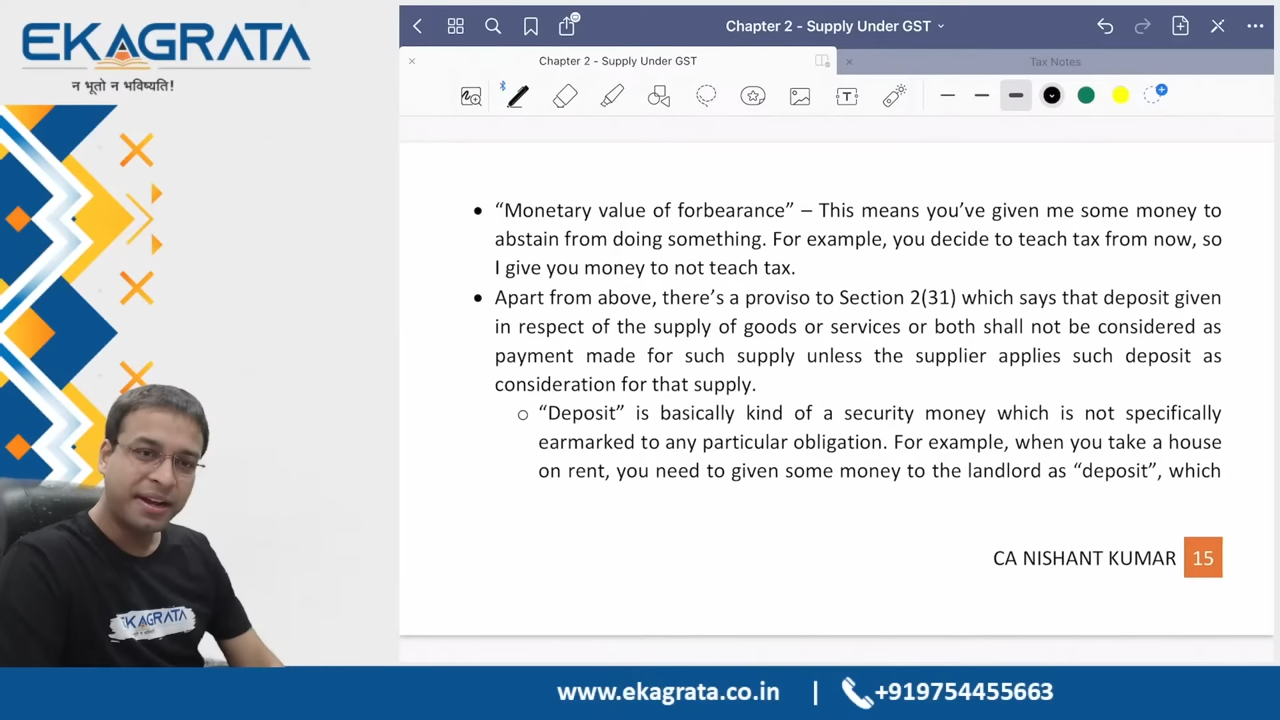 EKAGRATA
न भूतो न भविष्यति!
Chapter 2 - Supply Under GST
Chapter 2 - Supply Under GST
Tax Notes
T
• “Monetary value of forbearance” – This means you’ve given me some money to
abstain from doing something. For example, you decide to teach tax from now, so
I give you money to not teach tax.
• Apart from above, there’s a proviso to Section 2(31) which says that deposit given
in respect of the supply of goods or services or both shall not be considered as
payment made for such supply unless the supplier applies such deposit as
consideration for that supply.
o “Deposit” is basically kind of a security money which is not specifically
earmarked to any particular obligation. For example, when you take a house
on rent, you need to given some money to the landlord as “deposit”, which
CA NISHANT KUMAR 15
EKAGRATA
www.ekagrata.co.in | +919754455663